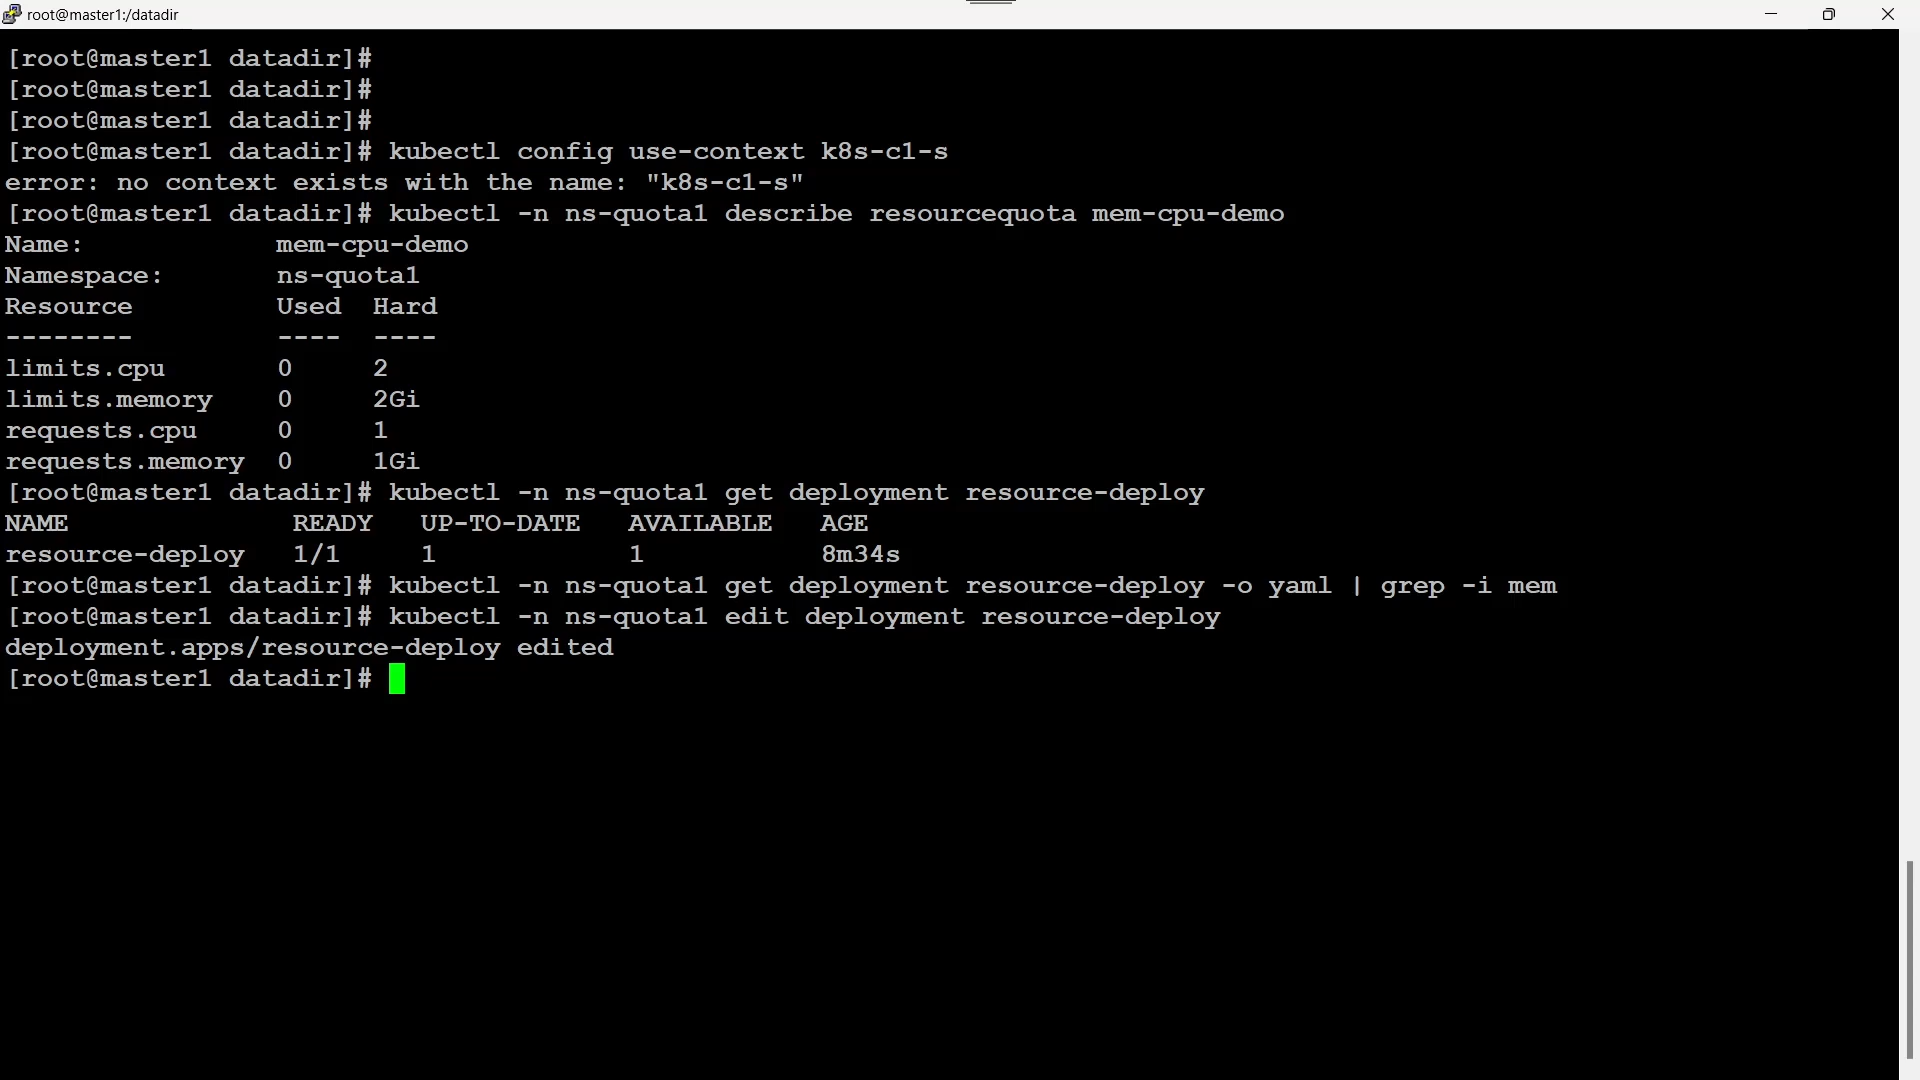 root@master1:/datadir
[root@master1 datadir]#
[root@master1 datadir]#
[root@master1 datadir]#
[root@master1 datadir]# kubectl config use-context k8s-c1-s
error: no context exists with the name: "k8s-c1-s"
[root@master1 datadir]# kubectl -n ns-quota1 describe resourcequota mem-cpu-demo
Name:            mem-cpu-demo
Namespace:       ns-quota1
Resource         Used  Hard
--------         ----  ----
limits.cpu       0     2
limits.memory    0     2Gi
requests.cpu     0     1
requests.memory  0     1Gi
[root@master1 datadir]# kubectl -n ns-quota1 get deployment resource-deploy
NAME              READY   UP-TO-DATE   AVAILABLE   AGE
resource-deploy   1/1     1            1           8m34s
[root@master1 datadir]# kubectl -n ns-quota1 get deployment resource-deploy -o yaml | grep -i mem
[root@master1 datadir]# kubectl -n ns-quota1 edit deployment resource-deploy
deployment.apps/resource-deploy edited
[root@master1 datadir]#